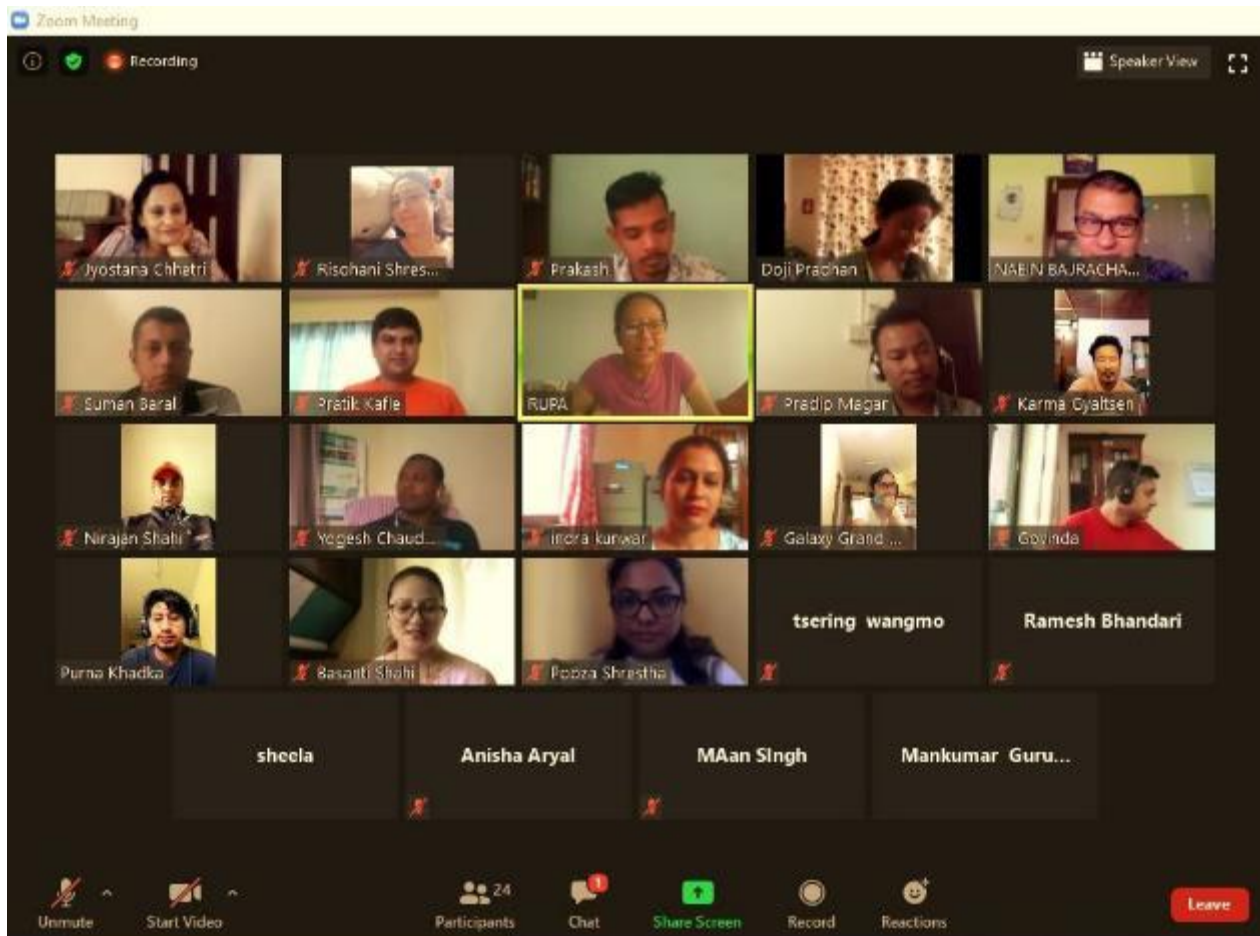 Zoom Meeting
Recording
Speaker View
Jyostana Chhetri
Risohani Shres...
Prakash
Doji Pradhan
NABIN BAJRACHA...
Suman Baral
Pratik Kafle
RUPA
Pradip Magar
Karma Gyaltsen
Nirajan Shahi
Yogesh Chaud...
indra kunwar
Galaxy Grand ...
Govinda
Purna Khadka
Basanti Shahi
Pooza Shrestha
tsering wangmo
Ramesh Bhandari
sheela
Anisha Aryal
MAan SIngh
Mankumar Guru...
24
1
Unmute
Start Video
Participants
Chat
Share Screen
Record
Reactions
Leave